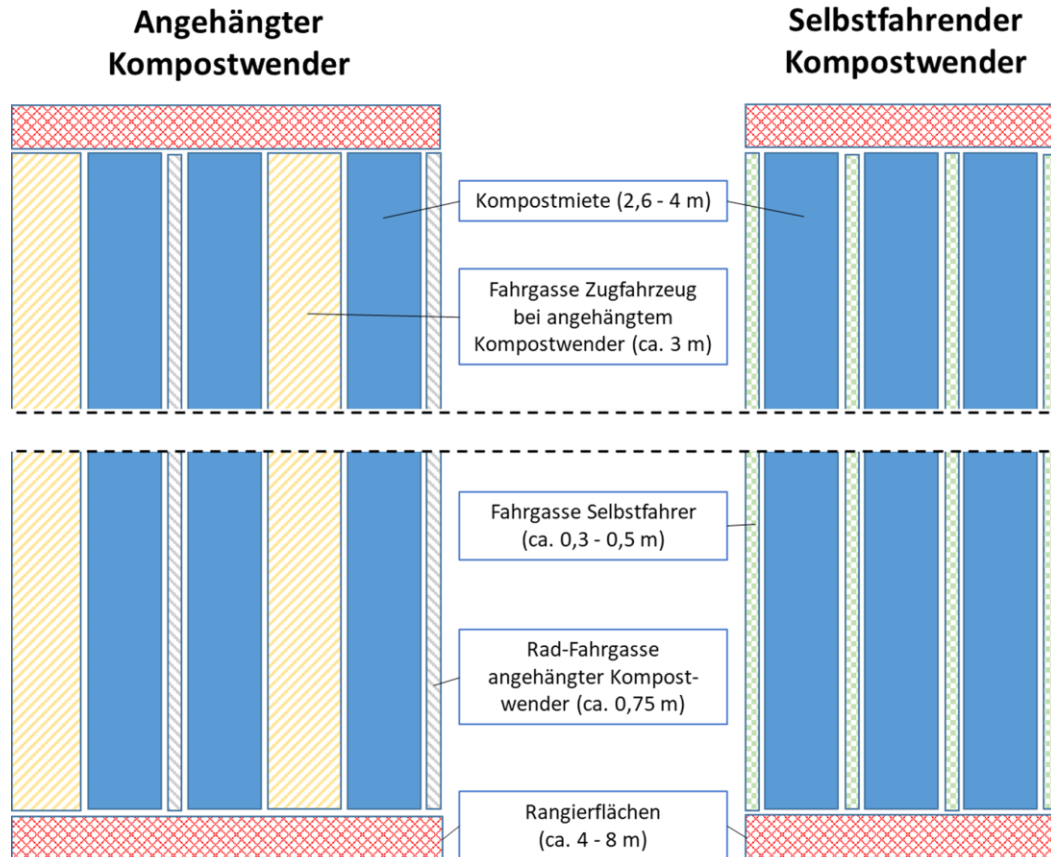 Angehängter
Kompostwender
Selbstfahrender
Kompostwender
Kompostmiete (2,6 - 4 m)
Fahrgasse Zugfahrzeug
bei angehängtem
Kompostwender (ca. 3 m)
Fahrgasse Selbstfahrer
(ca. 0,3 - 0,5 m)
Rad-Fahrgasse
angehängter Kompost-
wender (ca. 0,75 m)
Rangierflächen
(ca. 4 - 8 m)